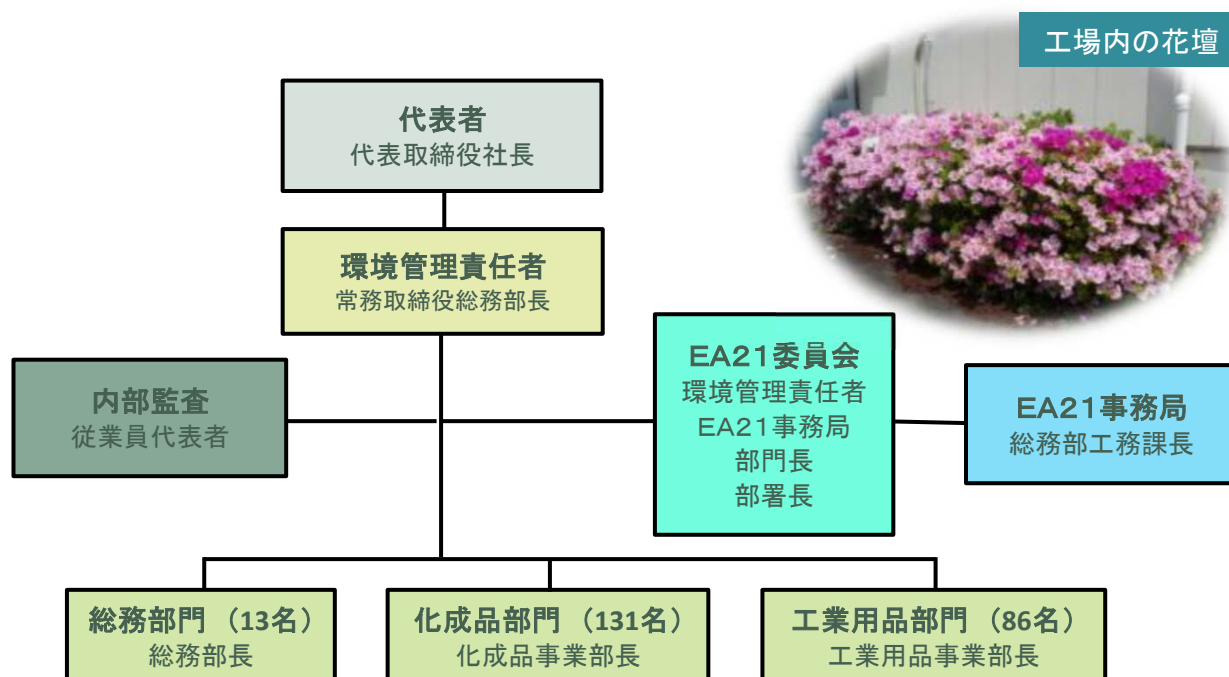 工場内の花壇
代表者
代表取締役社長
環境管理責任者
常務取締役総務部長
内部監査
従業員代表者
EA21委員会
環境管理責任者
EA21事務局
部門長
部署長
EA21事務局
総務部工務課長
総務部門（13名）
総務部長
化成品部門（131名）
化成品事業部長
工業用品部門（86名）
工業用品事業部長